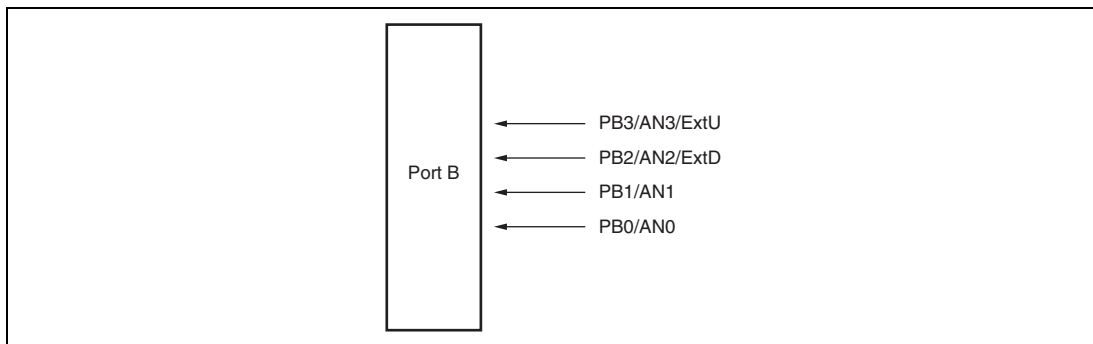 PB3/AN3/ExtU
PB2/AN2/ExtD
Port B
PB1/AN1
PB0/AN0